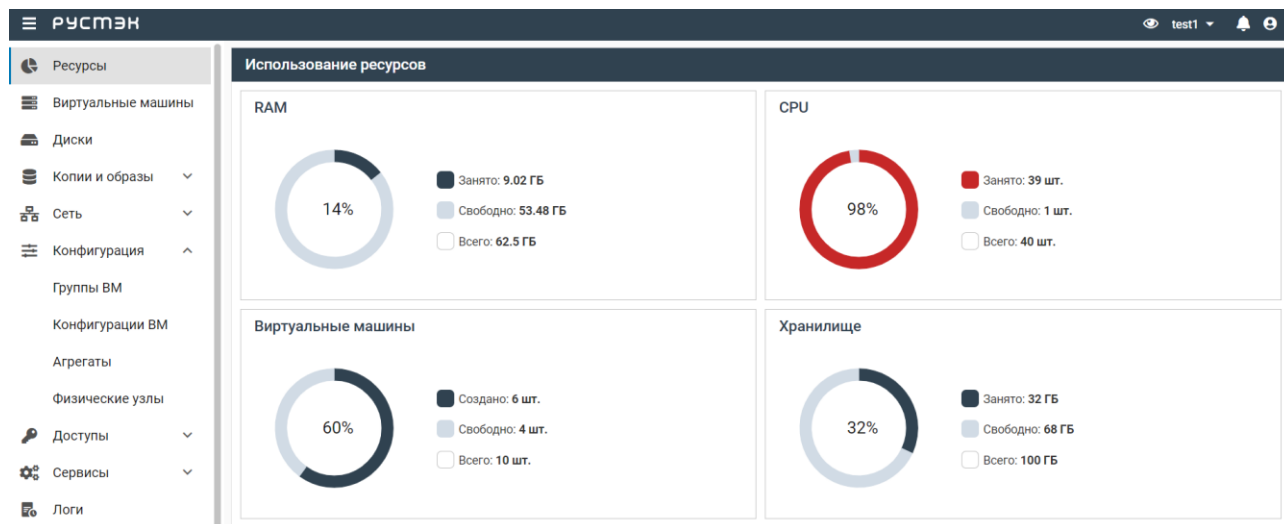 РУСТЭК
test1
Ресурсы
Виртуальные машины
Диски
Копии и образы
Сеть
Конфигурация
Группы ВМ
Конфигурации ВМ
Агрегаты
Физические узлы
Доступы
Сервисы
Логи
Использование ресурсов
RAM
14%
Занято: 9.02 ГБ
Свободно: 53.48 ГБ
Всего: 62.5 ГБ
CPU
98%
Занято: 39 шт.
Свободно: 1 шт.
Всего: 40 шт.
Виртуальные машины
60%
Создано: 6 шт.
Свободно: 4 шт.
Всего: 10 шт.
Хранилище
32%
Занято: 32 ГБ
Свободно: 68 ГБ
Всего: 100 ГБ